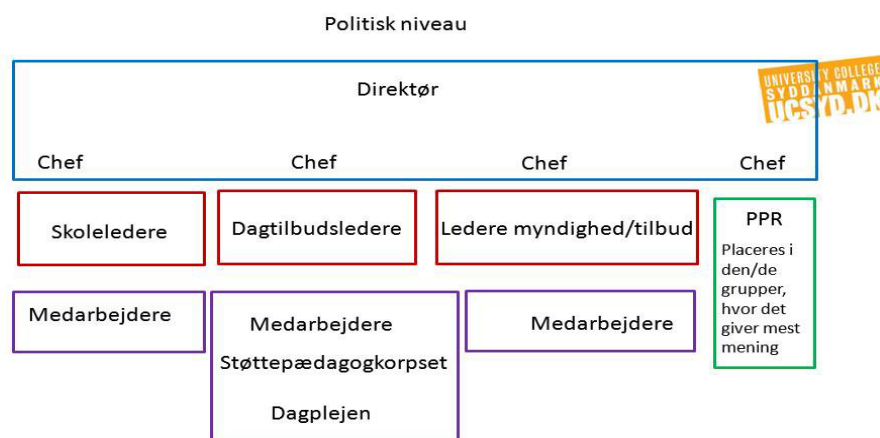 Politisk niveau
Direktør
UNIVERSITY COLLEGE
SYDDANMARK
UCSYD.DK
Chef Chef Chef Chef
Skoleledere
Dagtilbudsledere
Ledere myndighed/tilbud
PPR
Placeres i
den/de
grupper,
hvor det
giver mest
mening
Medarbejdere
Medarbejdere
Støttepædagogkorpset
Dagplejen
Medarbejdere